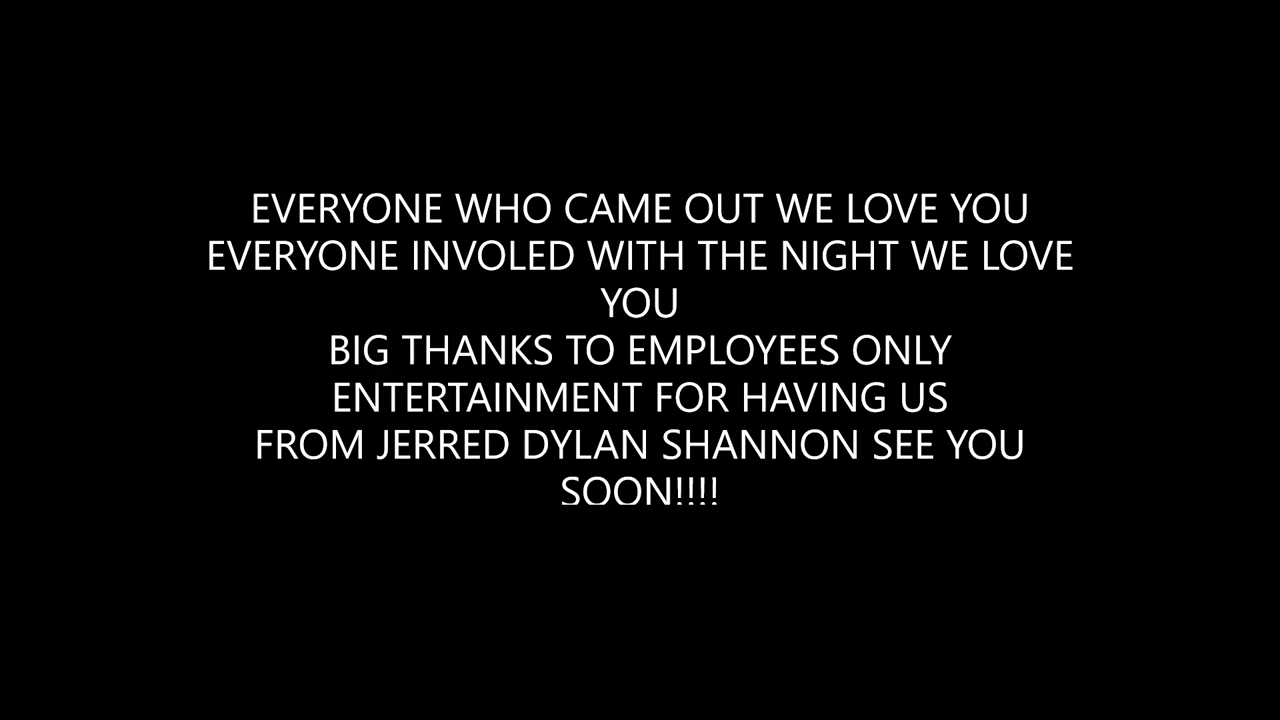 EVERYONE WHO CAME OUT WE LOVE YOU
EVERYONE INVOLED WITH THE NIGHT WE LOVE
YOU
BIG THANKS TO EMPLOYEES ONLY
ENTERTAINMENT FOR HAVING US
FROM JERRED DYLAN SHANNON SEE YOU
SOON!!!!